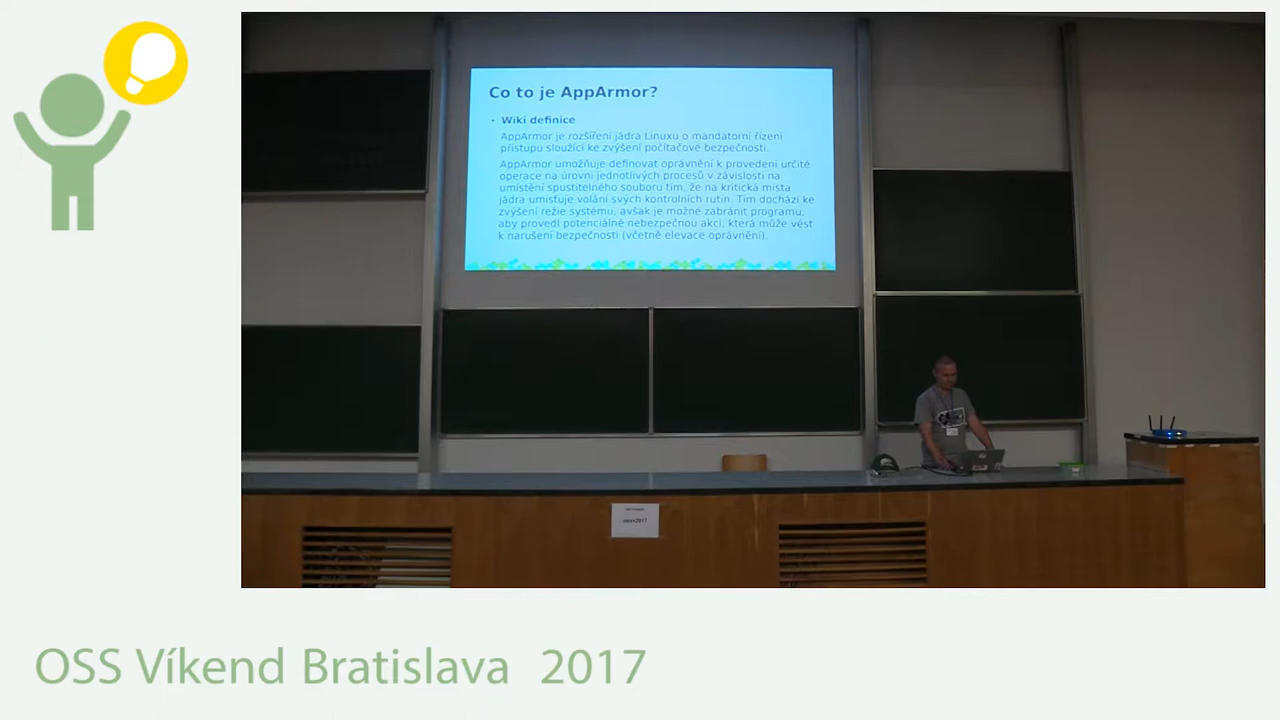 Co to je AppArmor?
• Wiki definice
AppArmor je rozšíření jádra Linuxu o mandatorní řízení
přístupu sloužící ke zvýšení počítačové bezpečnosti.
AppArmor umožňuje definovat oprávnění k provedení určité
operace na úrovni jednotlivých procesů v závislosti na
umístění spustitelného souboru tím, že na kritická místa
jádra umisťuje volání svých kontrolních rutin. Tím dochází ke
zvýšení režie systému, avšak je možné zabránit programu,
aby provedl potenciálně nebezpečnou akci, která může vést
k narušení bezpečnosti (včetně elevace oprávnění).
OSS Víkend Bratislava 2017